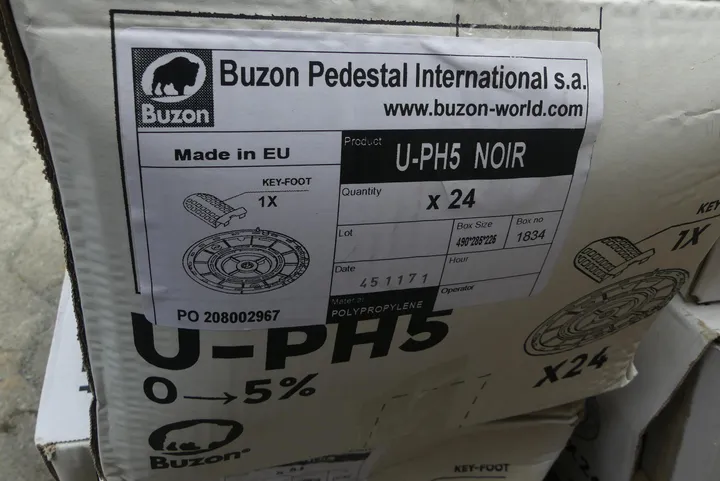 Buzon
Buzon Pedestal International s.a.
www.buzon-world.com
Made in EU
Product
U-PH5 NOIR
KEY-FOOT
1X
Quantity
x 24
Lot
Box Size
490*285*225
Box no
1834
Date
451171
Hour
Material
POLYPROPYLENE
Operator
PO 208002967
U-PH5
0→5%
Buzon®
KEY
1X
x24
KEY-FOOT